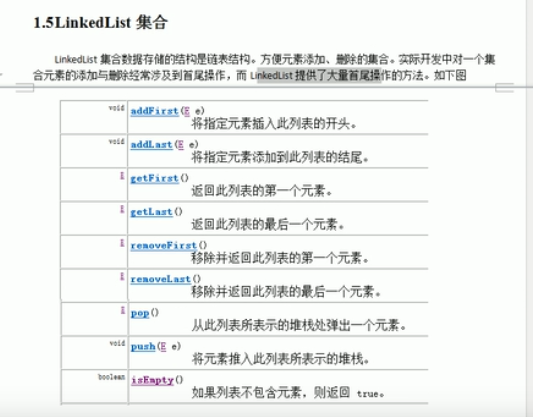 1.5LinkedList 集合
LinkedList 集合数据存储的结构是链表结构。方便元素添加、删除的集合。实际开发中对一个集
合元素的添加与删除经常涉及到首尾操作，而 LinkedList 提供了大量首尾操作的方法。如下图
void addFirst(E e)
将指定元素插入此列表的开头。
void addLast(E e)
将指定元素添加到此列表的结尾。
E getFirst()
返回此列表的第一个元素。
E getLast()
返回此列表的最后一个元素。
E removeFirst()
移除并返回此列表的第一个元素。
E removeLast()
移除并返回此列表的最后一个元素。
E pop()
从此列表所表示的堆栈处弹出一个元素。
void push(E e)
将元素推入此列表所表示的堆栈。
boolean isEmpty()
如果列表不包含元素，则返回 true。